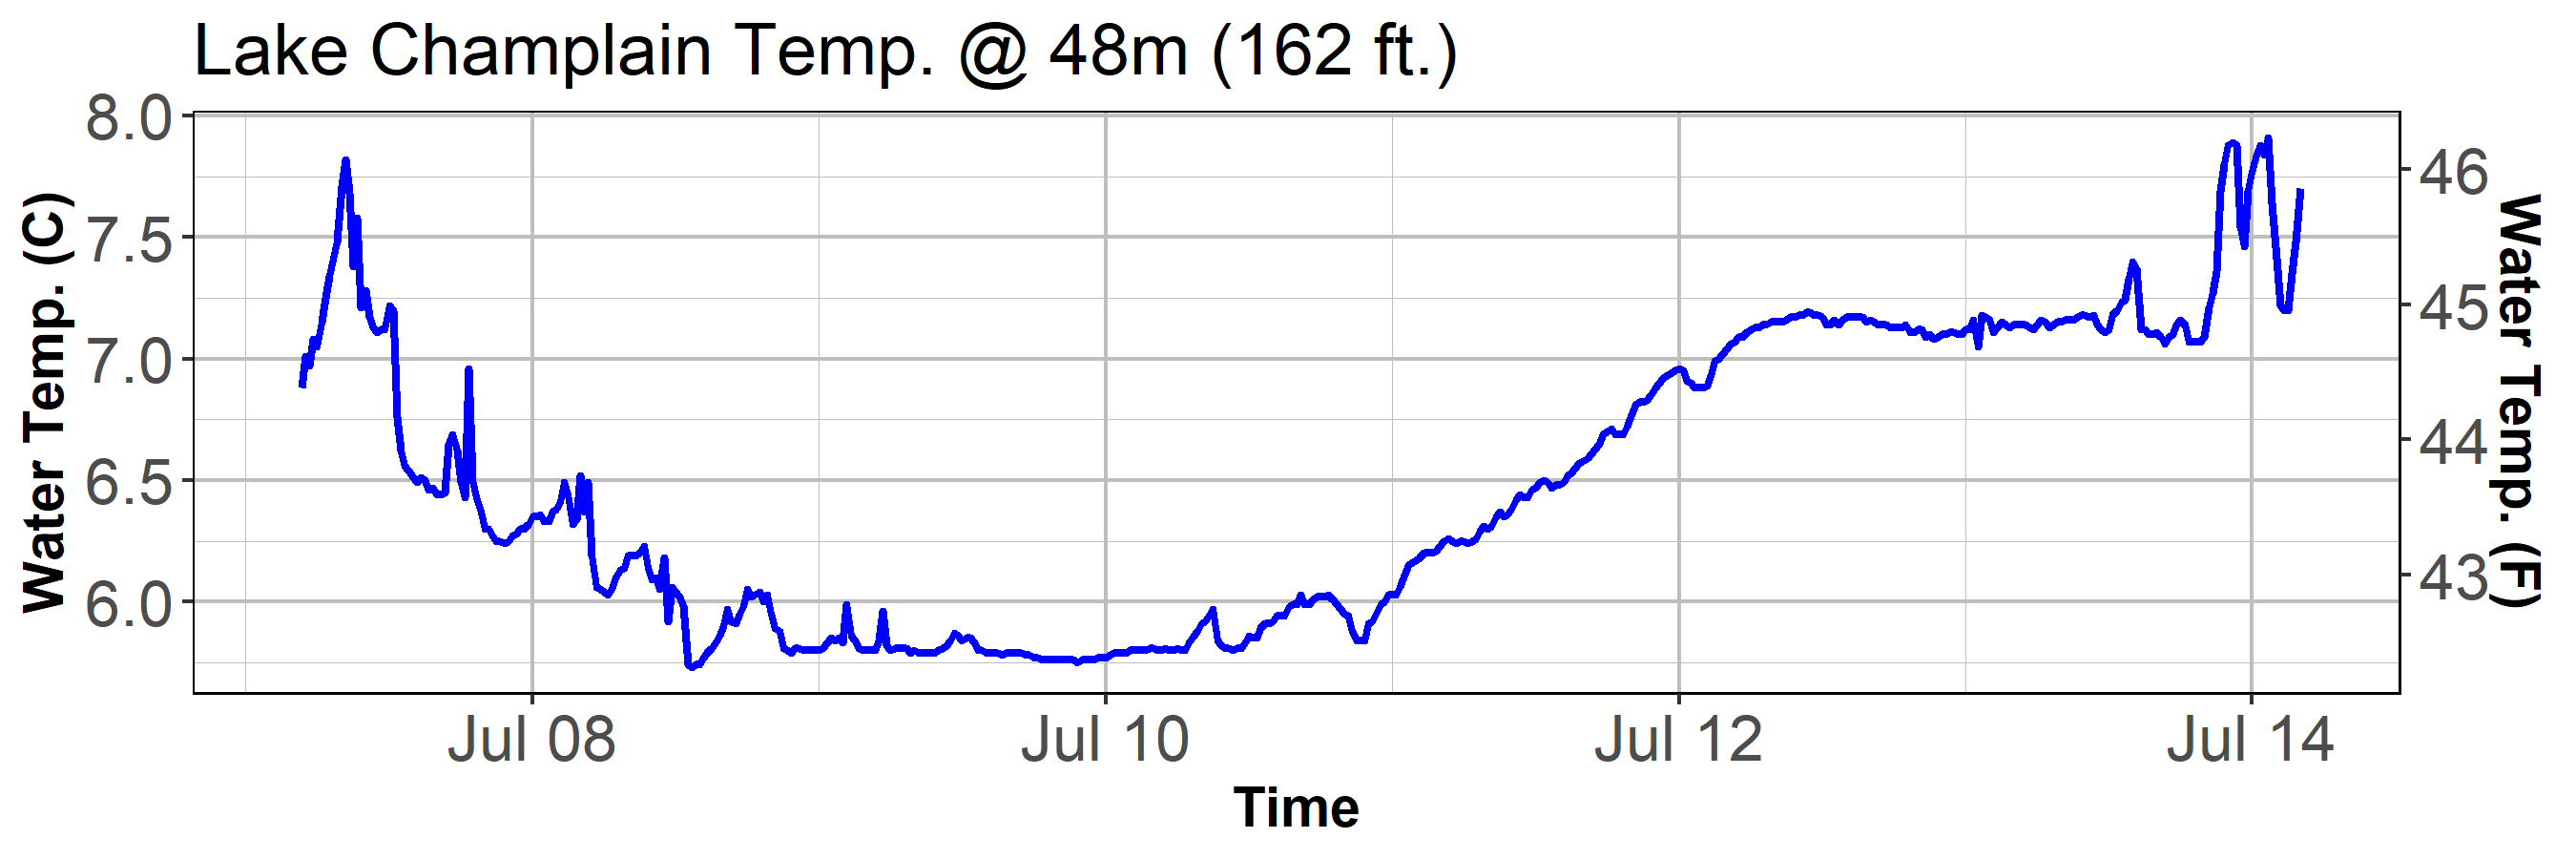 Lake Champlain Temp. @ 48m (162 ft.)
Water Temp. (C)
8.0
7.5
7.0
6.5
6.0
46
45
44
43
Water Temp. (F)
Jul 08
Jul 10
Jul 12
Jul 14
Time